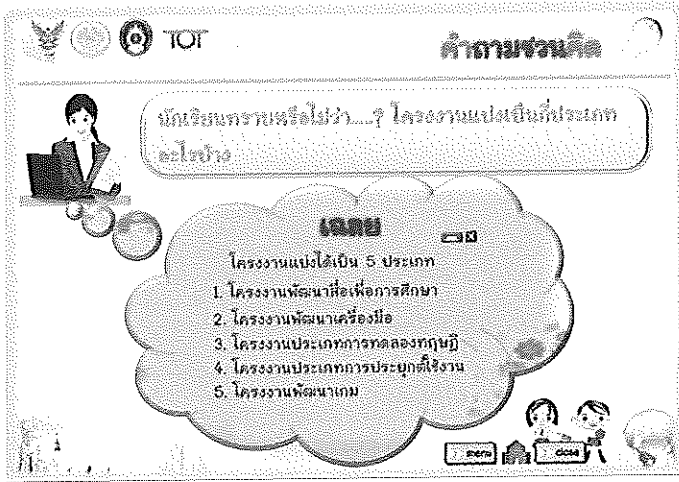 TOT
คำถามชวนคิด
นักเรียนทราบหรือไม่ว่า.....? โครงงานแบ่งเป็นกี่ประเภท
อะไรบ้าง
เฉลย
โครงงานแบ่งได้เป็น 5 ประเภท
1. โครงงานพัฒนาสื่อเพื่อการศึกษา
2. โครงงานพัฒนาเครื่องมือ
3. โครงงานประเภทการทดลองทฤษฎี
4. โครงงานประเภทการประยุกต์ใช้งาน
5. โครงงานพัฒนาเกม
menu
close